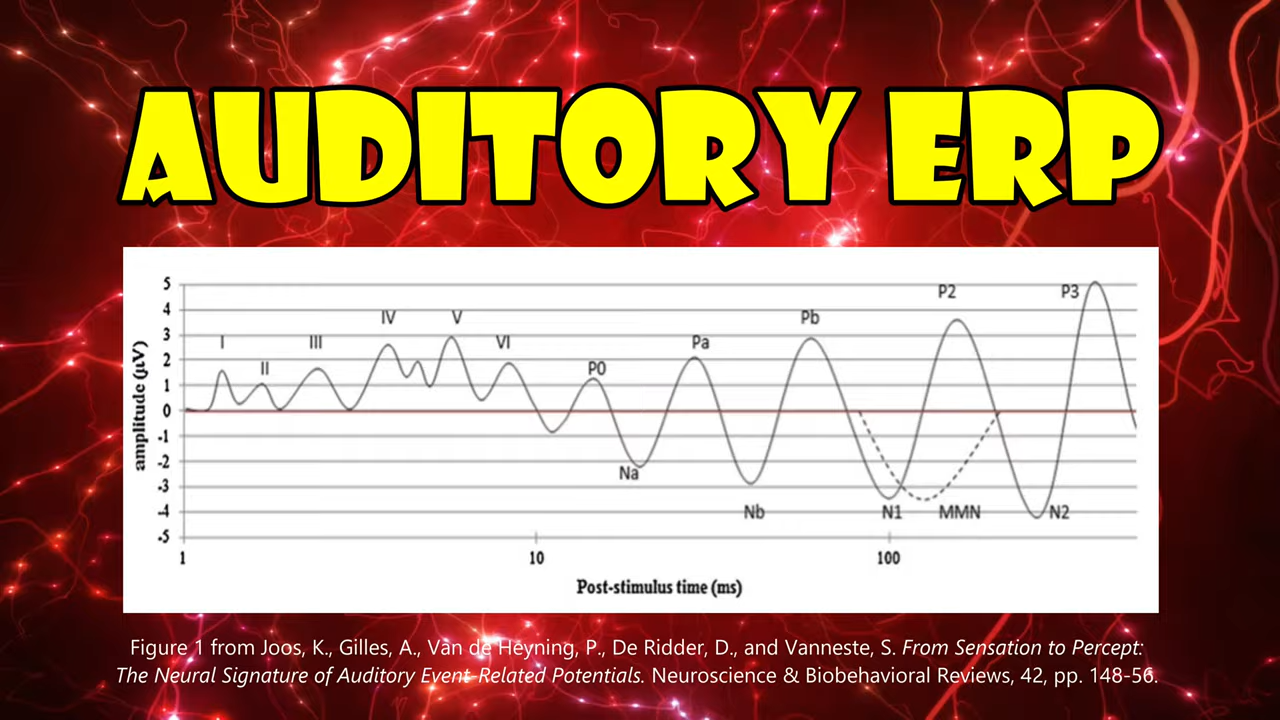 AUDITORY ERP
5
4
3
2
1
0
-1
-2
-3
-4
-5
amplitude (μV)
I
II
III
IV
V
VI
P0
Na
Pa
Nb
Pb
N1
MMN
P2
N2
P3
1
10
100
Post-stimulus time (ms)
Figure 1 from Joos, K., Gilles, A., Van de Heyning, P., De Ridder, D., and Vanneste, S. From Sensation to Percept:
The Neural Signature of Auditory Event-Related Potentials. Neuroscience & Biobehavioral Reviews, 42, pp. 148-56.